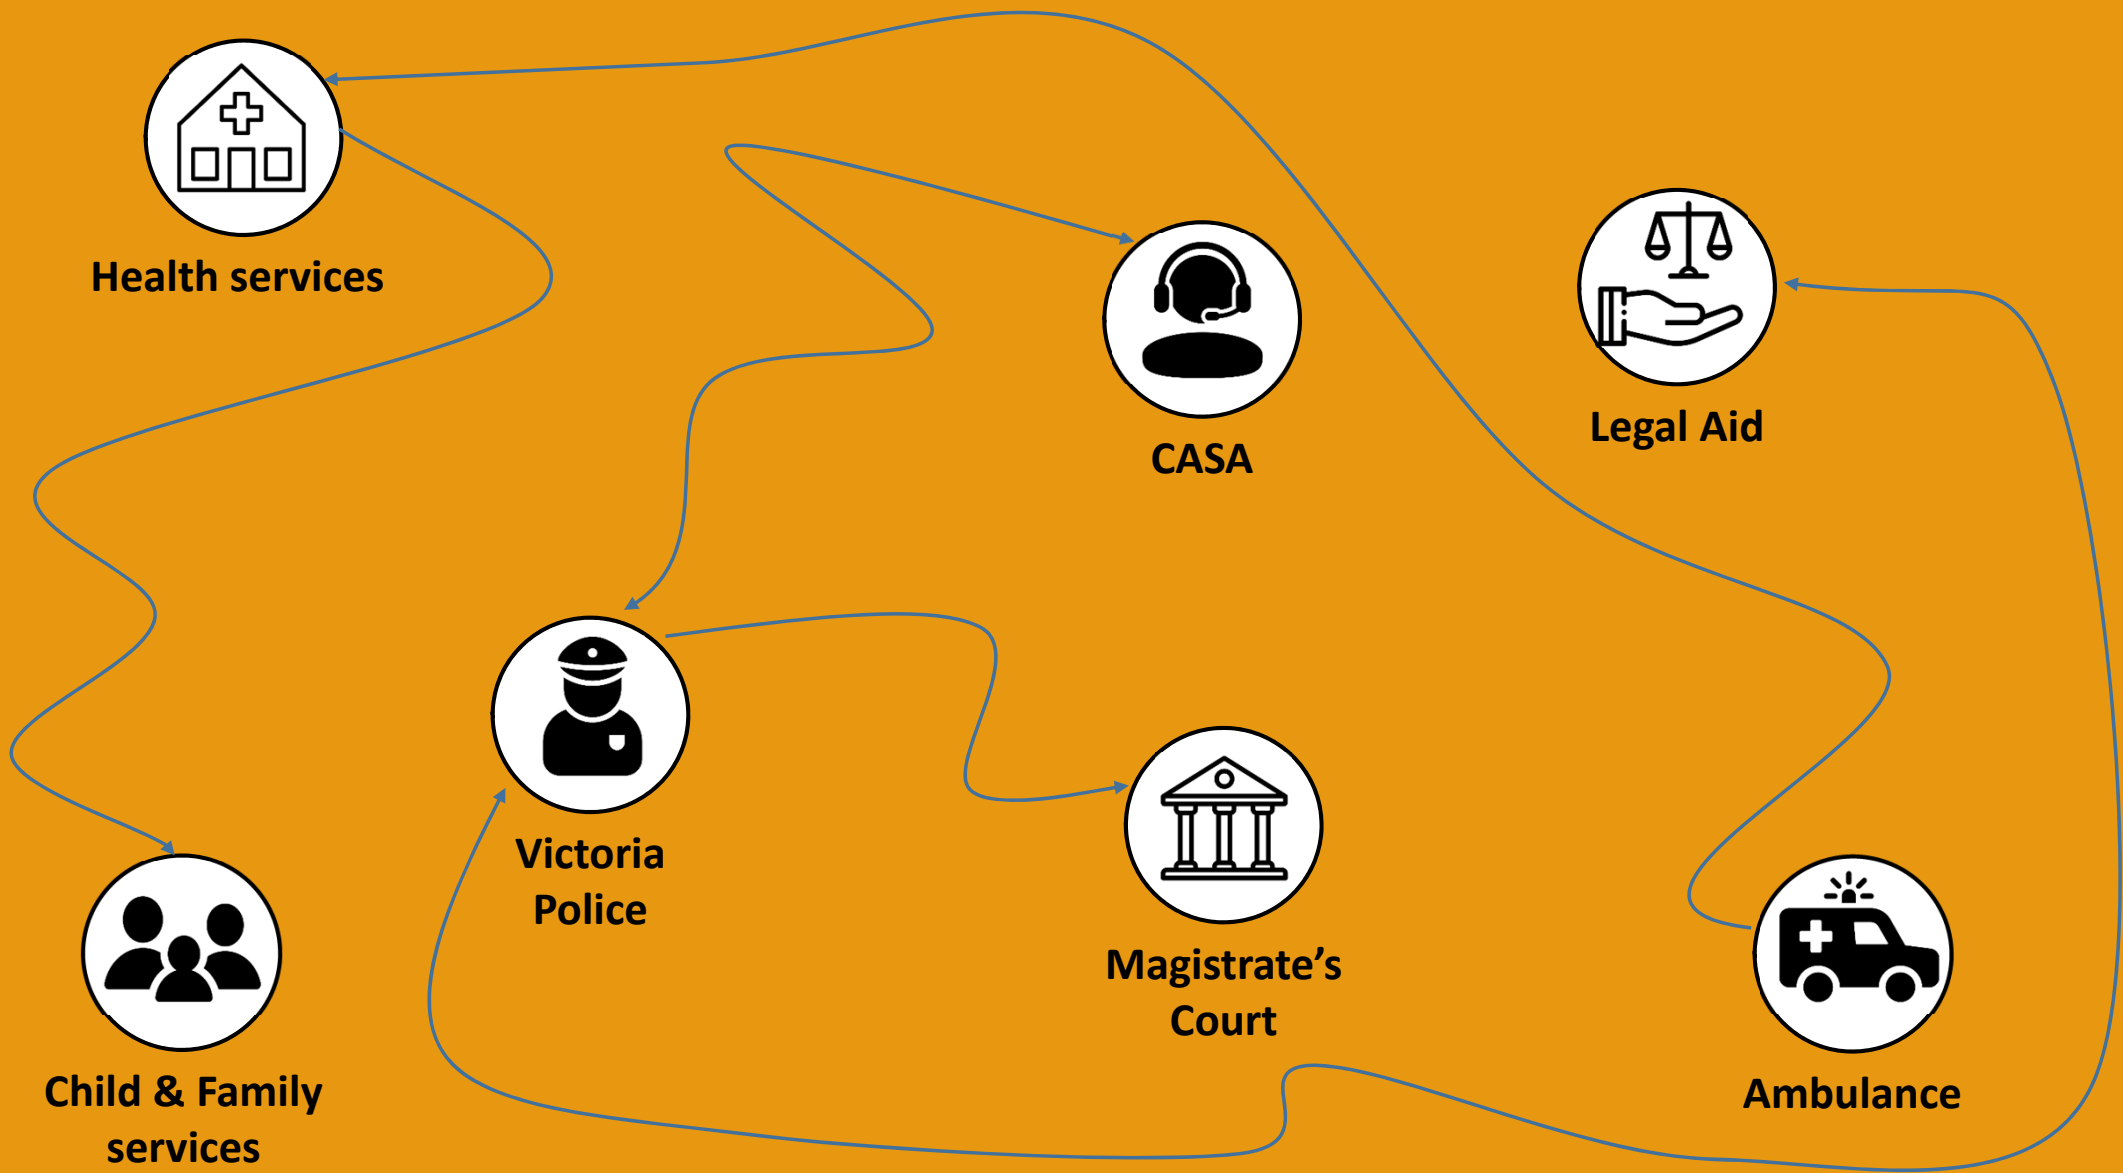 Health services
CASA
Legal Aid
Victoria
Police
Magistrate’s
Court
Child & Family
services
Ambulance